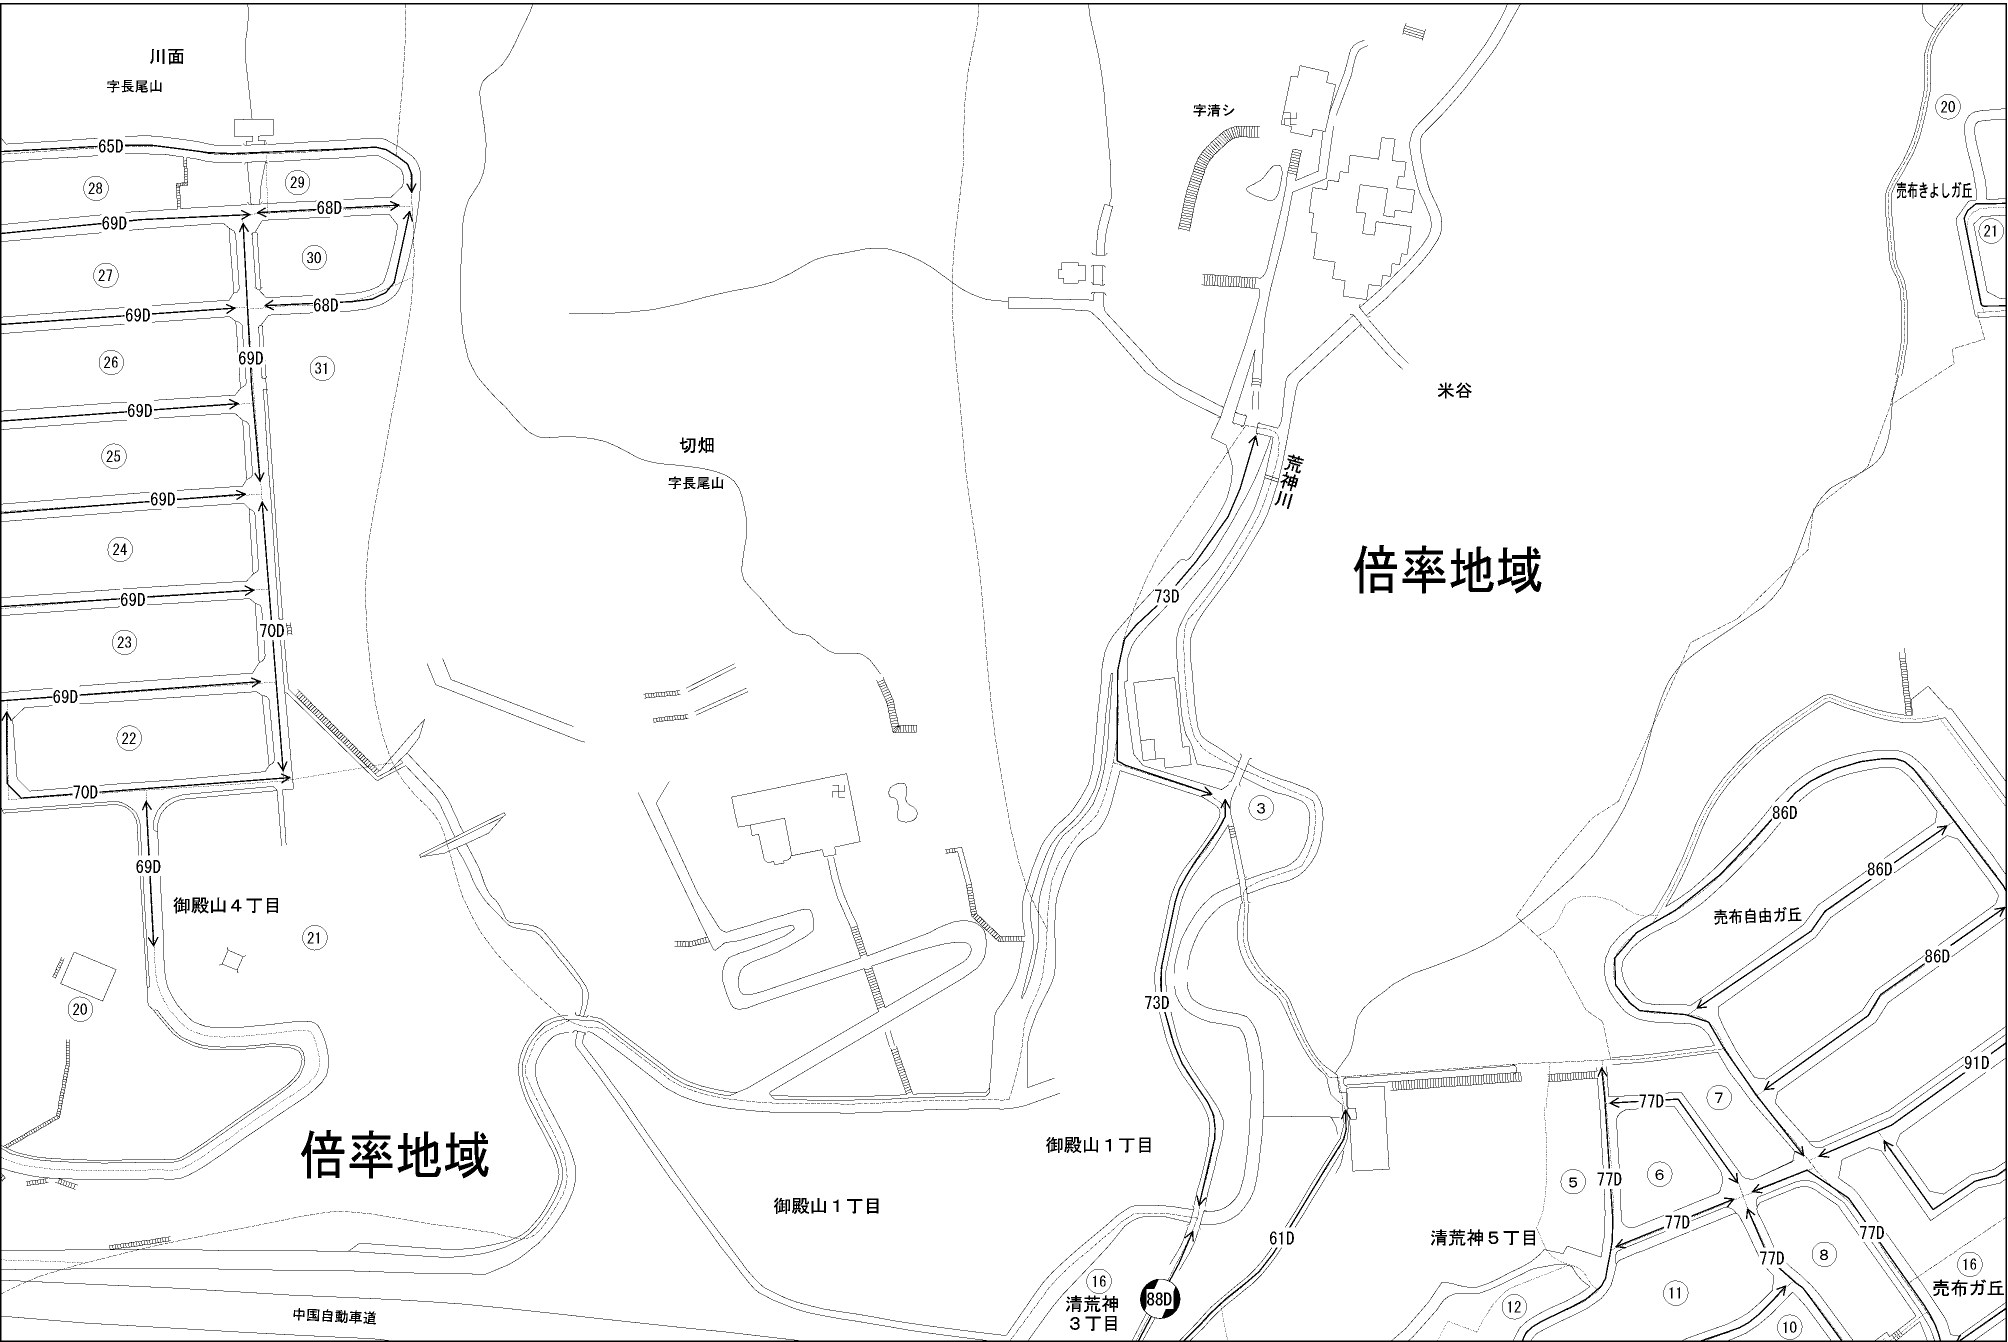 川面
字長尾山
65D
28
29
69D
68D
27
30
69D
68D
26
69D
31
69D
25
69D
24
69D
23
70D
69D
22
70D
69D
御殿山４丁目
21
20
倍率地域
中国自動車道
切畑
字長尾山
字清シ
米谷
荒神川
倍率地域
73D
3
73D
御殿山１丁目
御殿山１丁目
61D
88D
16
清荒神
３丁目
20
売布きよしガ丘
21
86D
86D
売布自由ガ丘
86D
91D
7
77D
6
5
77D
77D
清荒神５丁目
77D
77D
8
16
売布ガ丘
11
12
10